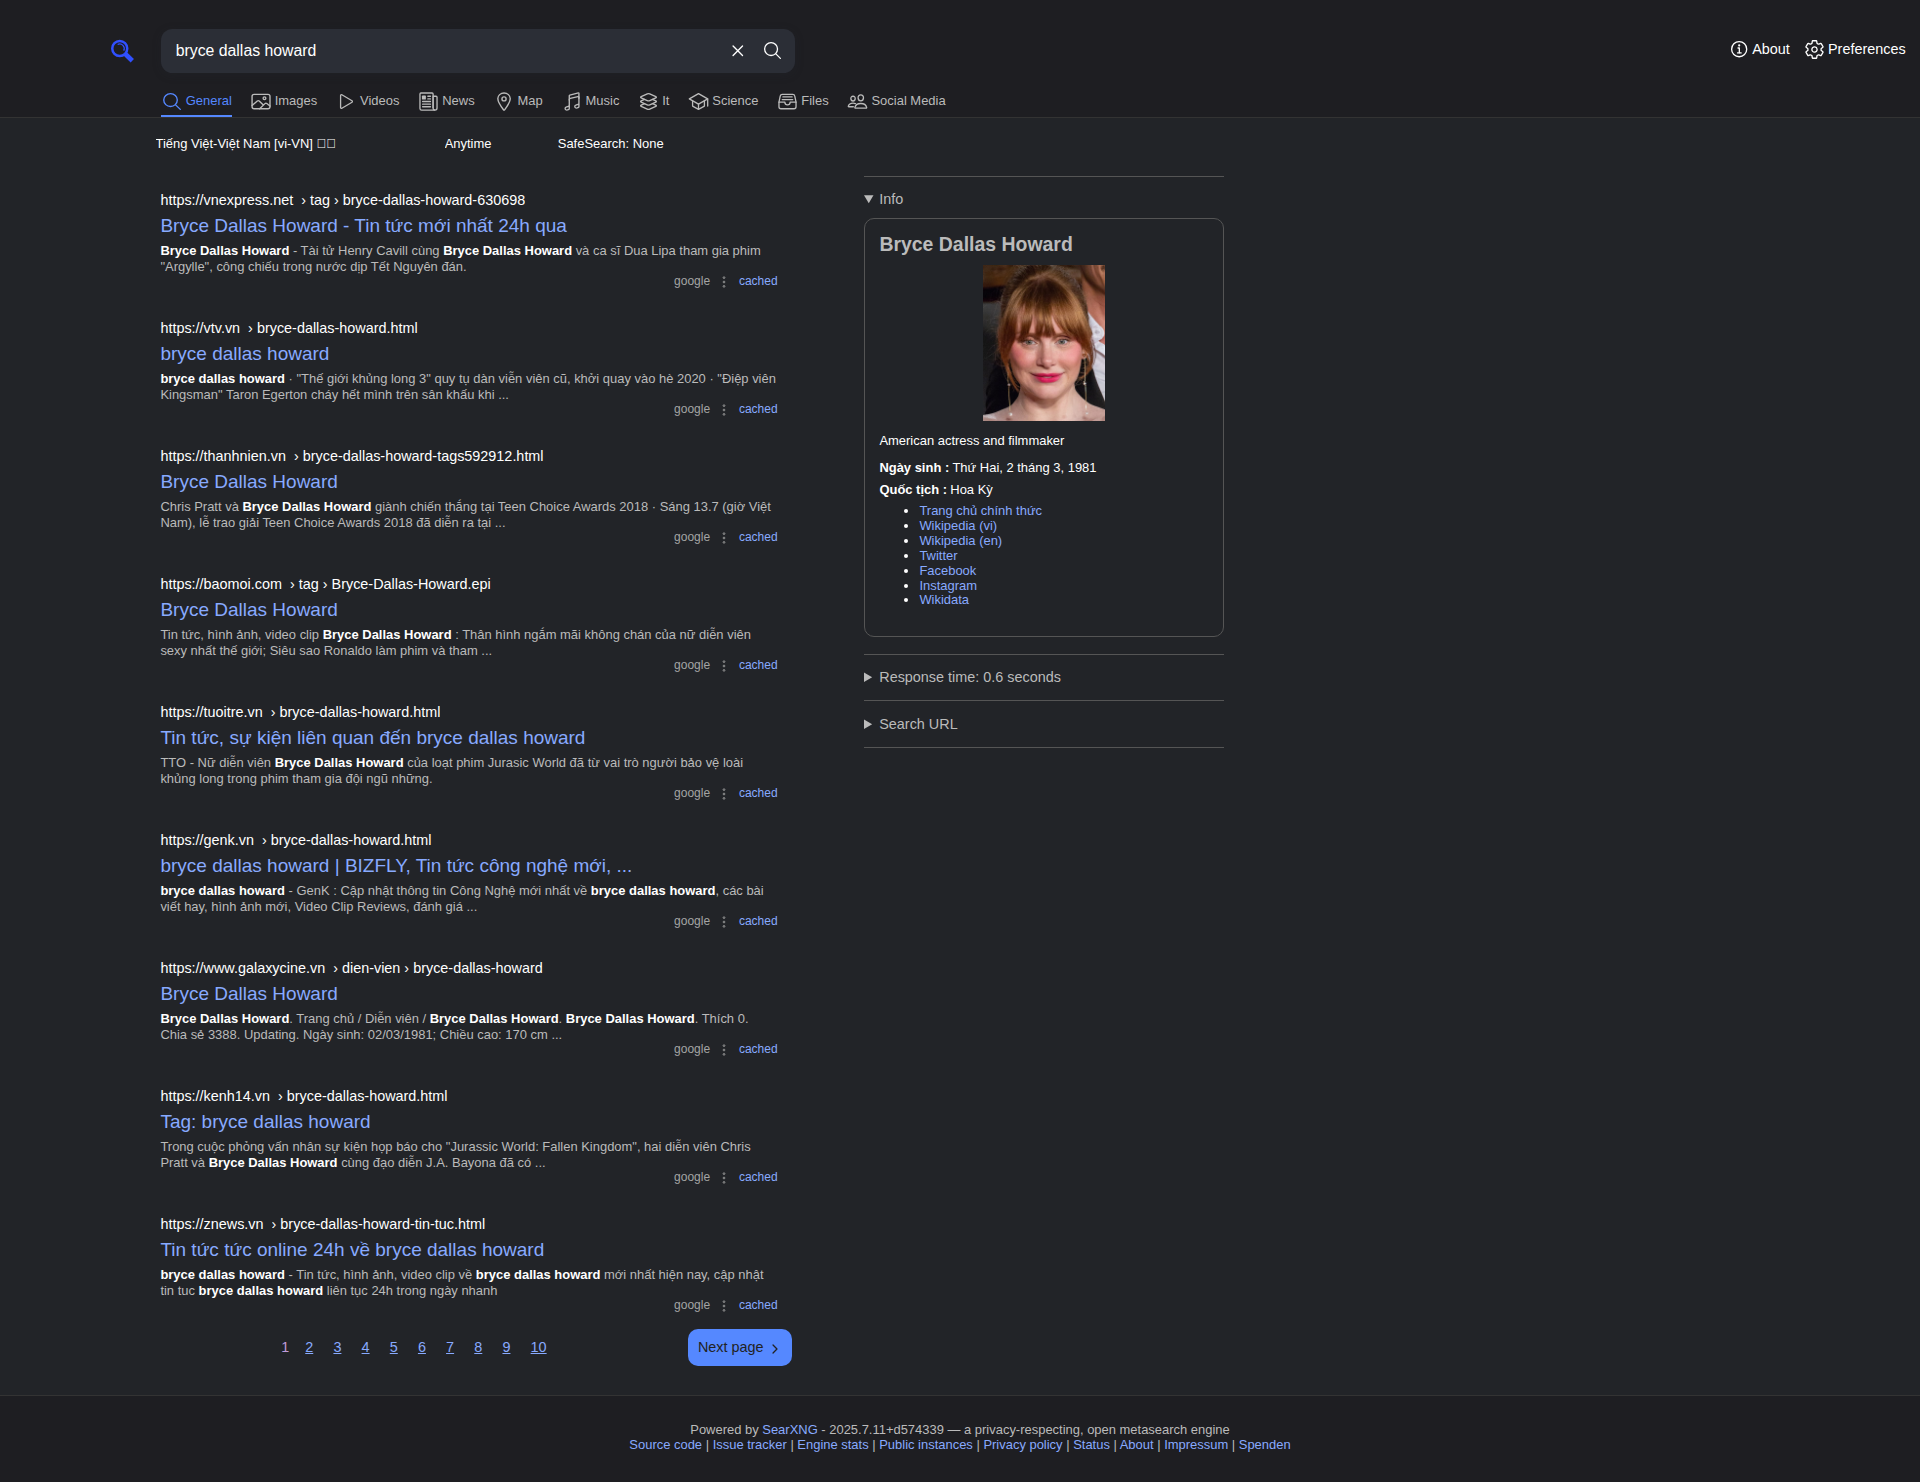 bryce dallas howard
About
Preferences
General
Images
Videos
News
Map
Music
It
Science
Files
Social Media
Tiếng Việt-Việt Nam [vi-VN]
Anytime
SafeSearch: None
https://vnexpress.net › tag › bryce-dallas-howard-630698
Bryce Dallas Howard - Tin tức mới nhất 24h qua
Bryce Dallas Howard - Tài tử Henry Cavill cùng Bryce Dallas Howard và ca sĩ Dua Lipa tham gia phim
"Argylle", công chiếu trong nước dịp Tết Nguyên đán.
google cached
https://vtv.vn › bryce-dallas-howard.html
bryce dallas howard
bryce dallas howard · "Thế giới khủng long 3" quy tụ dàn viễn viên cũ, khởi quay vào hè 2020 · "Điệp viên
Kingsman" Taron Egerton cháy hết mình trên sân khấu khi ...
google cached
https://thanhnien.vn › bryce-dallas-howard-tags592912.html
Bryce Dallas Howard
Chris Pratt và Bryce Dallas Howard giành chiến thắng tại Teen Choice Awards 2018 · Sáng 13.7 (giờ Việt
Nam), lễ trao giải Teen Choice Awards 2018 đã diễn ra tại ...
google cached
https://baomoi.com › tag › Bryce-Dallas-Howard.epi
Bryce Dallas Howard
Tin tức, hình ảnh, video clip Bryce Dallas Howard : Thân hình ngắm mãi không chán của nữ diễn viên
sexy nhất thế giới; Siêu sao Ronaldo làm phim và tham ...
google cached
https://tuoitre.vn › bryce-dallas-howard.html
Tin tức, sự kiện liên quan đến bryce dallas howard
TTO - Nữ diễn viên Bryce Dallas Howard của loạt phim Jurasic World đã từ vai trò người bảo vệ loài
khủng long trong phim tham gia đội ngũ những.
google cached
https://genk.vn › bryce-dallas-howard.html
bryce dallas howard | BIZFLY, Tin tức công nghệ mới, ...
bryce dallas howard - GenK : Cập nhật thông tin Công Nghệ mới nhất về bryce dallas howard, các bài
viết hay, hình ảnh mới, Video Clip Reviews, đánh giá ...
google cached
https://www.galaxycine.vn › dien-vien › bryce-dallas-howard
Bryce Dallas Howard
Bryce Dallas Howard. Trang chủ / Diễn viên / Bryce Dallas Howard. Bryce Dallas Howard. Thích 0.
Chia sẻ 3388. Updating. Ngày sinh: 02/03/1981; Chiều cao: 170 cm ...
google cached
https://kenh14.vn › bryce-dallas-howard.html
Tag: bryce dallas howard
Trong cuộc phỏng vấn nhân sự kiện họp báo cho "Jurassic World: Fallen Kingdom", hai diễn viên Chris
Pratt và Bryce Dallas Howard cùng đạo diễn J.A. Bayona đã có ...
google cached
https://znews.vn › bryce-dallas-howard-tin-tuc.html
Tin tức tức online 24h về bryce dallas howard
bryce dallas howard - Tin tức, hình ảnh, video clip về bryce dallas howard mới nhất hiện nay, cập nhật
tin tuc bryce dallas howard liên tục 24h trong ngày nhanh
google cached
1 2 3 4 5 6 7 8 9 10
Next page
Info
Bryce Dallas Howard
American actress and filmmaker
Ngày sinh : Thứ Hai, 2 tháng 3, 1981
Quốc tịch : Hoa Kỳ
Trang chủ chính thức
Wikipedia (vi)
Wikipedia (en)
Twitter
Facebook
Instagram
Wikidata
Response time: 0.6 seconds
Search URL
Powered by SearXNG - 2025.7.11+d574339 — a privacy-respecting, open metasearch engine
Source code | Issue tracker | Engine stats | Public instances | Privacy policy | Status | About | Impressum | Spenden